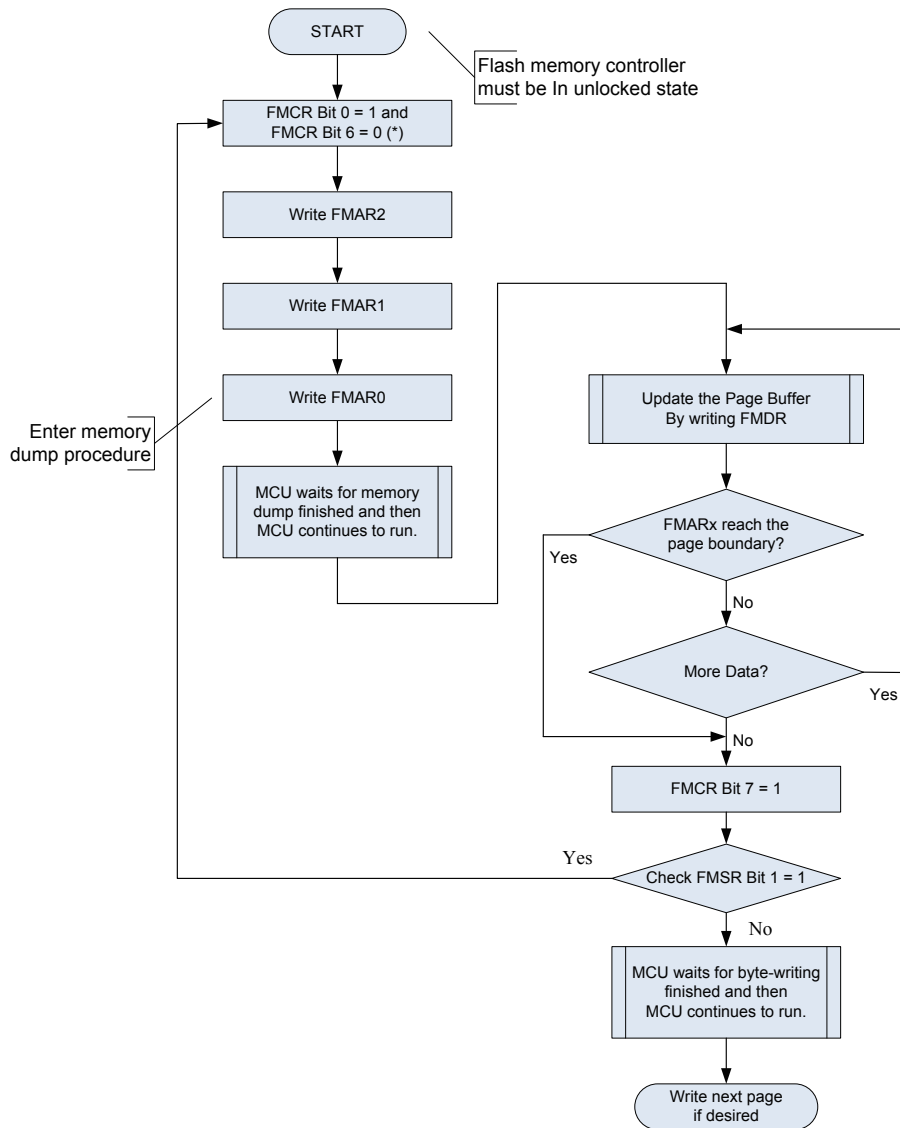 START
Flash memory controller
must be In unlocked state
FMCR Bit 0 = 1 and
FMCR Bit 6 = 0 (*)
Write FMAR2
Write FMAR1
Write FMAR0
Enter memory
dump procedure
MCU waits for memory
dump finished and then
MCU continues to run.
Update the Page Buffer
By writing FMDR
FMARx reach the
page boundary?
Yes
No
More Data?
Yes
No
FMCR Bit 7 = 1
Yes
Check FMSR Bit 1 = 1
No
MCU waits for byte-writing
finished and then
MCU continues to run.
Write next page
if desired